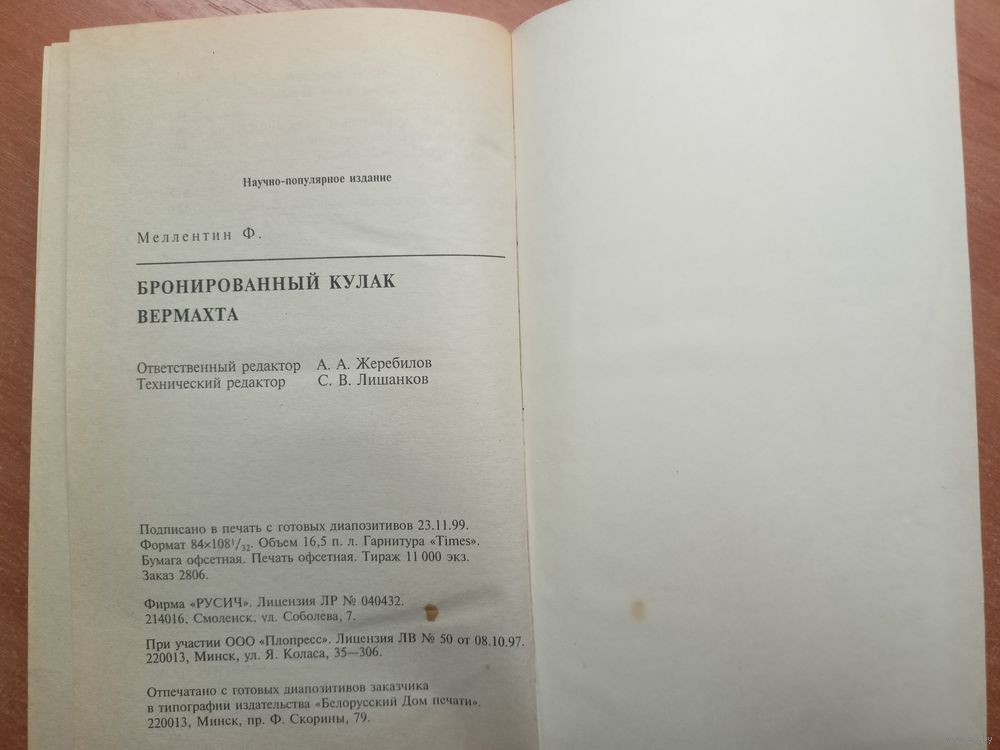 Научно-популярное издание
Меллентин Ф.
БРОНИРОВАННЫЙ КУЛАК
ВЕРМАХТА
Ответственный редактор А. А. Жеребилов
Технический редактор С. В. Лишанков
Подписано в печать с готовых диапозитивов 23.11.99.
Формат 84×108¹/₃₂. Объем 16,5 п. л. Гарнитура «Times».
Бумага офсетная. Печать офсетная. Тираж 11 000 экз.
Заказ 2806.
Фирма «РУСИЧ». Лицензия ЛР № 040432.
214016, Смоленск, ул. Соболева, 7.
При участии ООО «Плопресс». Лицензия ЛВ № 50 от 08.10.97.
220013, Минск, ул. Я. Коласа, 35—306.
Отпечатано с готовых диапозитивов заказчика
в типографии издательства «Белорусский Дом печати».
220013, Минск, пр. Ф. Скорины, 79.